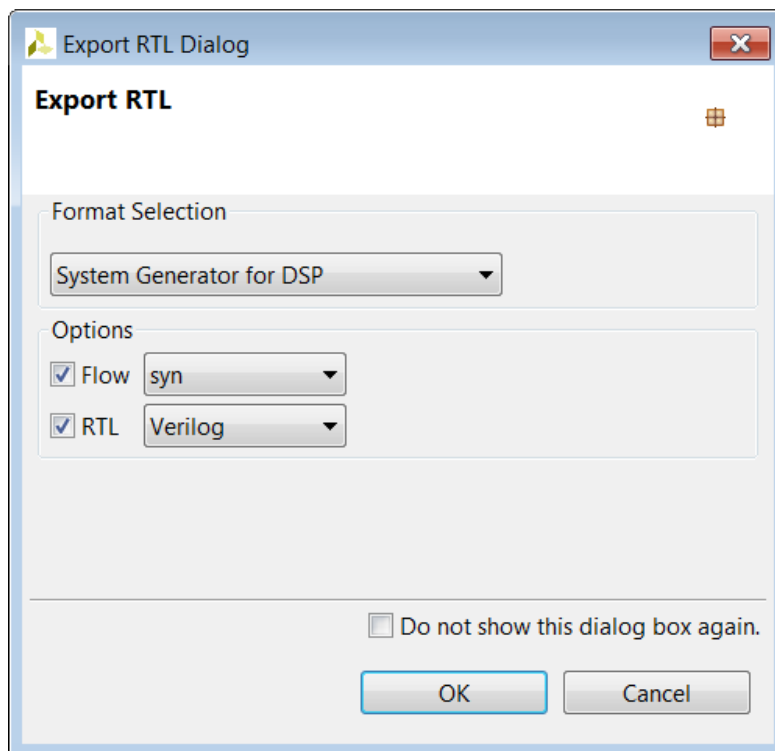 Export RTL Dialog
Export RTL
Format Selection
System Generator for DSP
Options
Flow syn
RTL Verilog
Do not show this dialog box again.
OK Cancel